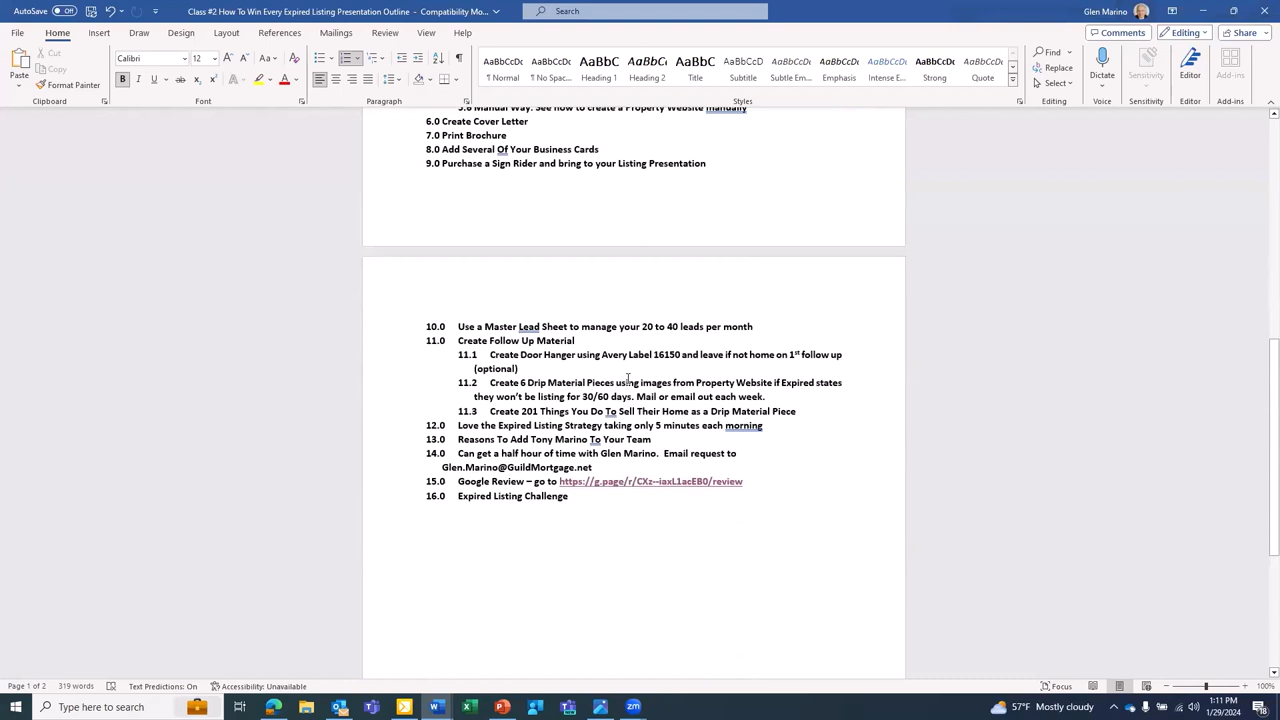 AutoSave Off
Class #2 How To Win Every Expired Listing Presentation Outline - Compatibility Mo...
Search
Glen Marino
File Home Insert Draw Design Layout References Mailings Review View Help
Comments Editing Share
Paste
Cut
Copy
Format Painter
Clipboard
Calibri 12
Font
Paragraph
AaBbCcDc AaBbCcDc AaBbC AaBbCc AaBbC AaBbCcD AaBbCcDc AaBbCcDc AaBbCcDc AaBbCcDc AaBbCcDc
¶ Normal ¶ No Spac... Heading 1 Heading 2 Title Subtitle Subtle Em... Emphasis Intense E... Strong Quote
Styles
Find
Replace
Select
Editing
Dictate
Voice
Sensitivity
Sensitivity
Editor
Editor
Add-ins
Add-ins
5.6 Manual Way: See how to create a Property Website manually
6.0 Create Cover Letter
7.0 Print Brochure
8.0 Add Several Of Your Business Cards
9.0 Purchase a Sign Rider and bring to your Listing Presentation
10.0 Use a Master Lead Sheet to manage your 20 to 40 leads per month
11.0 Create Follow Up Material
11.1 Create Door Hanger using Avery Label 16150 and leave if not home on 1st follow up
(optional)
11.2 Create 6 Drip Material Pieces using images from Property Website if Expired states
they won't be listing for 30/60 days. Mail or email out each week.
11.3 Create 201 Things You Do To Sell Their Home as a Drip Material Piece
12.0 Love the Expired Listing Strategy taking only 5 minutes each morning
13.0 Reasons To Add Tony Marino To Your Team
14.0 Can get a half hour of time with Glen Marino. Email request to
Glen.Marino@GuildMortgage.net
15.0 Google Review – go to https://g.page/r/CXz--iaxL1acEB0/review
16.0 Expired Listing Challenge
Page 1 of 2 319 words Text Predictions: On Accessibility: Unavailable
Focus 100%
Type here to search
57°F Mostly cloudy
1:11 PM
1/29/2024
18